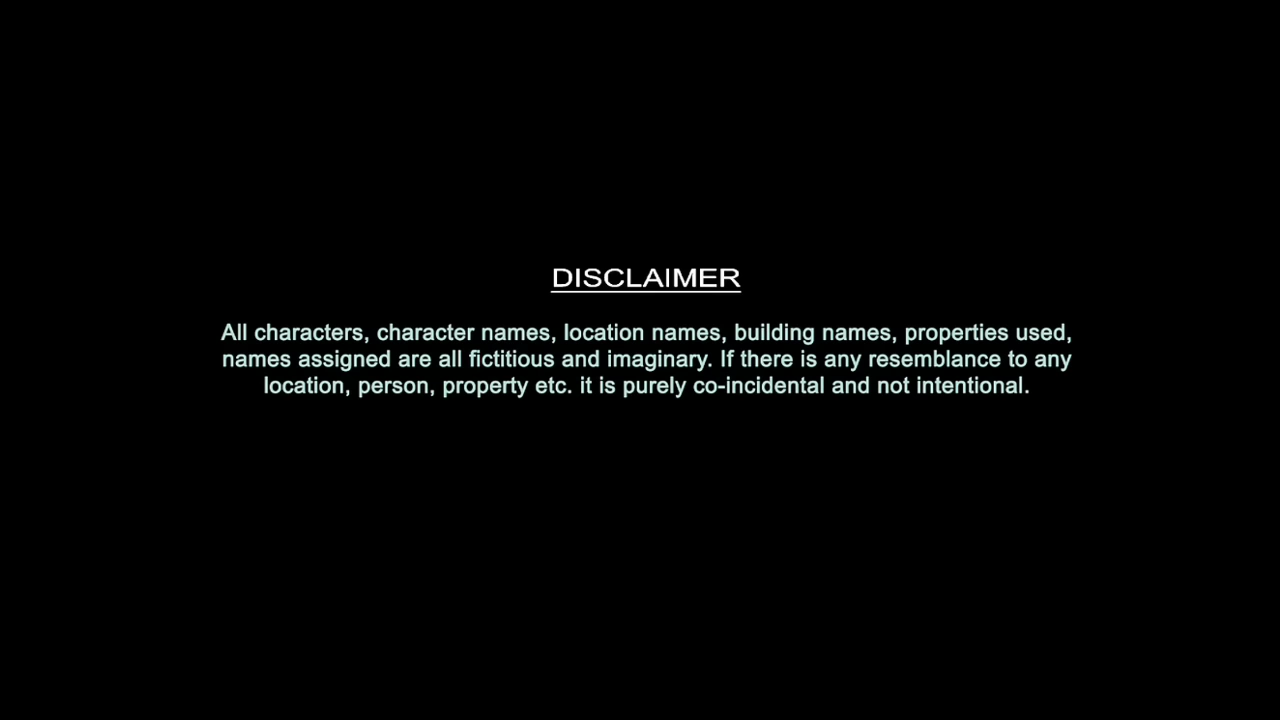 DISCLAIMER
All characters, character names, location names, building names, properties used,
names assigned are all fictitious and imaginary. If there is any resemblance to any
location, person, property etc. it is purely co-incidental and not intentional.